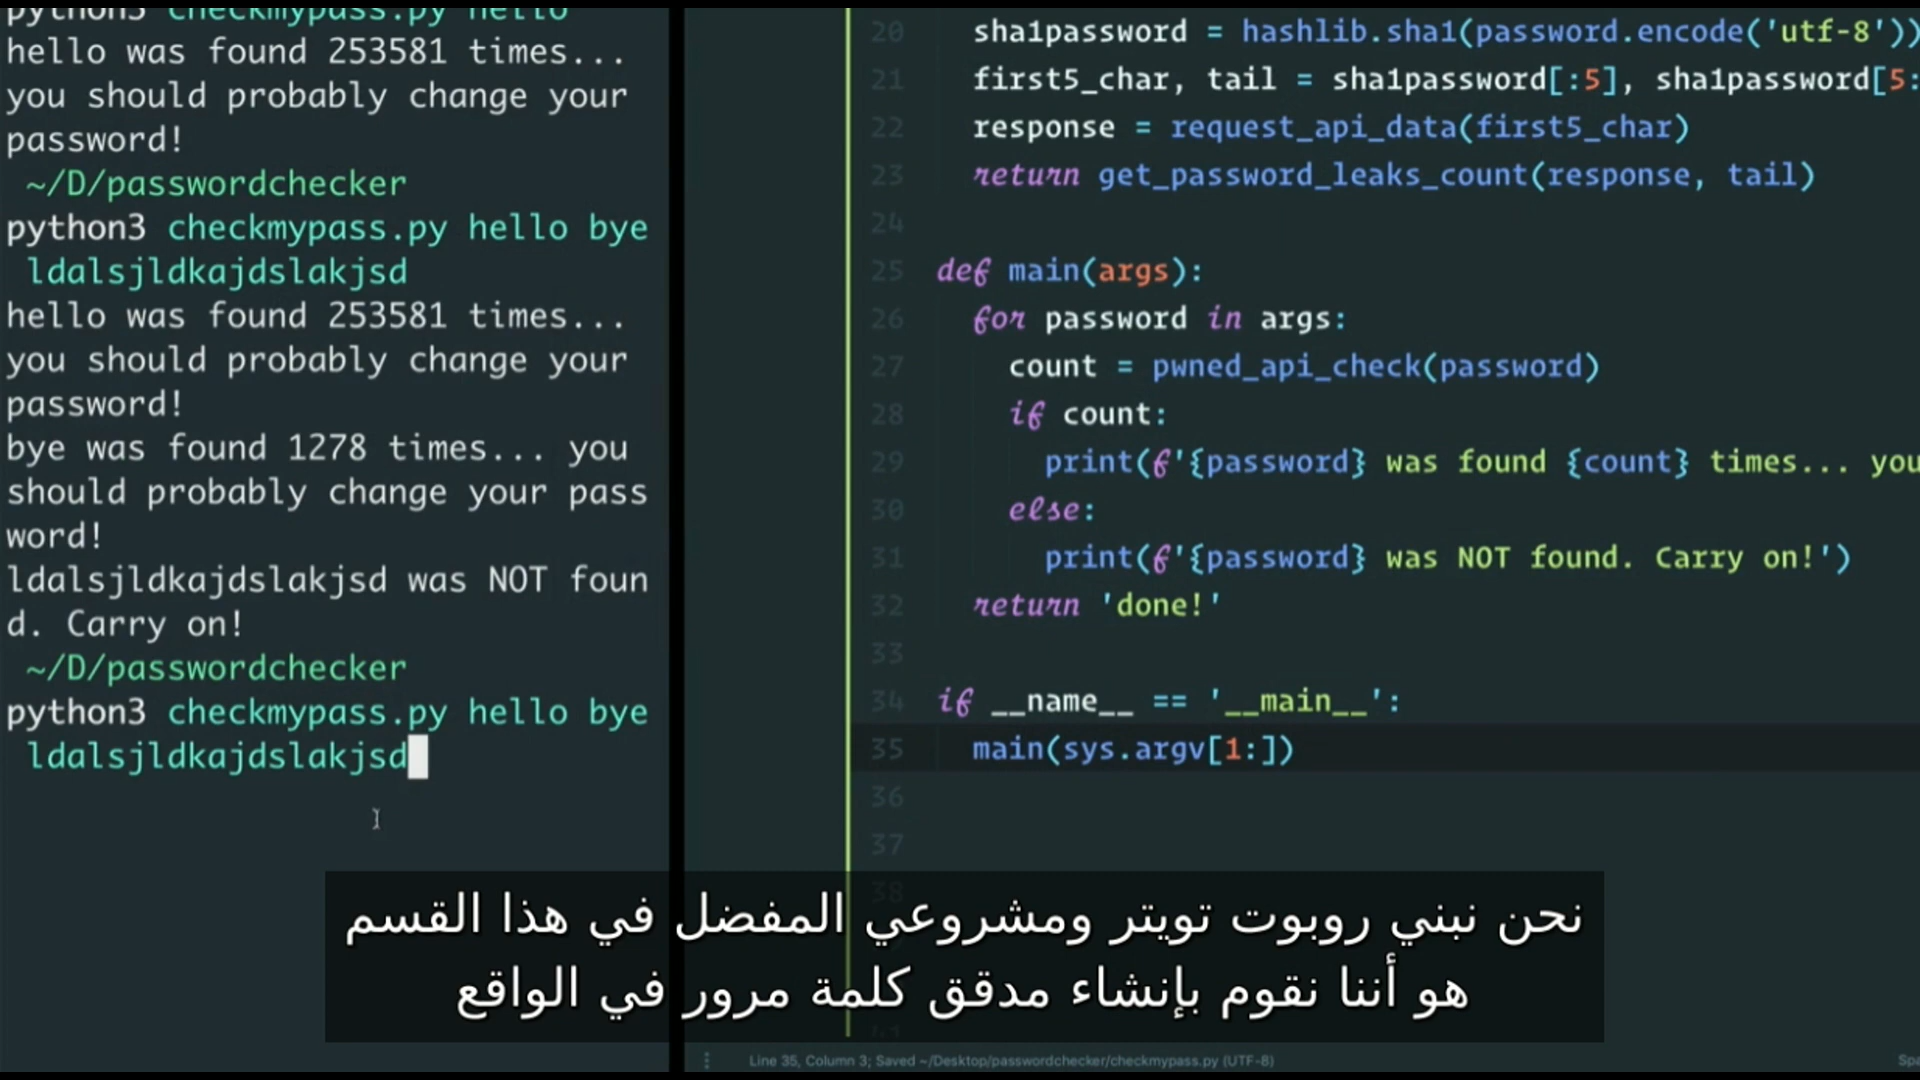 python3 checkmypass.py hello
hello was found 253581 times...
you should probably change your
password!
~/D/passwordchecker
python3 checkmypass.py hello bye
ldalsjldkajdslakjsd
hello was found 253581 times...
you should probably change your
password!
bye was found 1278 times... you
should probably change your pass
word!
ldalsjldkajdslakjsd was NOT foun
d. Carry on!
~/D/passwordchecker
python3 checkmypass.py hello bye
ldalsjldkajdslakjsd
20 sha1password = hashlib.sha1(password.encode('utf-8'))
21 first5_char, tail = sha1password[:5], sha1password[5:
22 response = request_api_data(first5_char)
23 return get_password_leaks_count(response, tail)
24
25 def main(args):
26 for password in args:
27 count = pwned_api_check(password)
28 if count:
29 print(f'{password} was found {count} times... you
30 else:
31 print(f'{password} was NOT found. Carry on!')
32 return 'done!'
33
34 if __name__ == '__main__':
35 main(sys.argv[1:])
36
37
38
نحن نبني روبوت تويتر ومشروعي المفضل في هذا القسم
هو أننا نقوم بإنشاء مدقق كلمة مرور في الواقع
Line 35, Column 3; Saved ~/Desktop/passwordchecker/checkmypass.py (UTF-8)